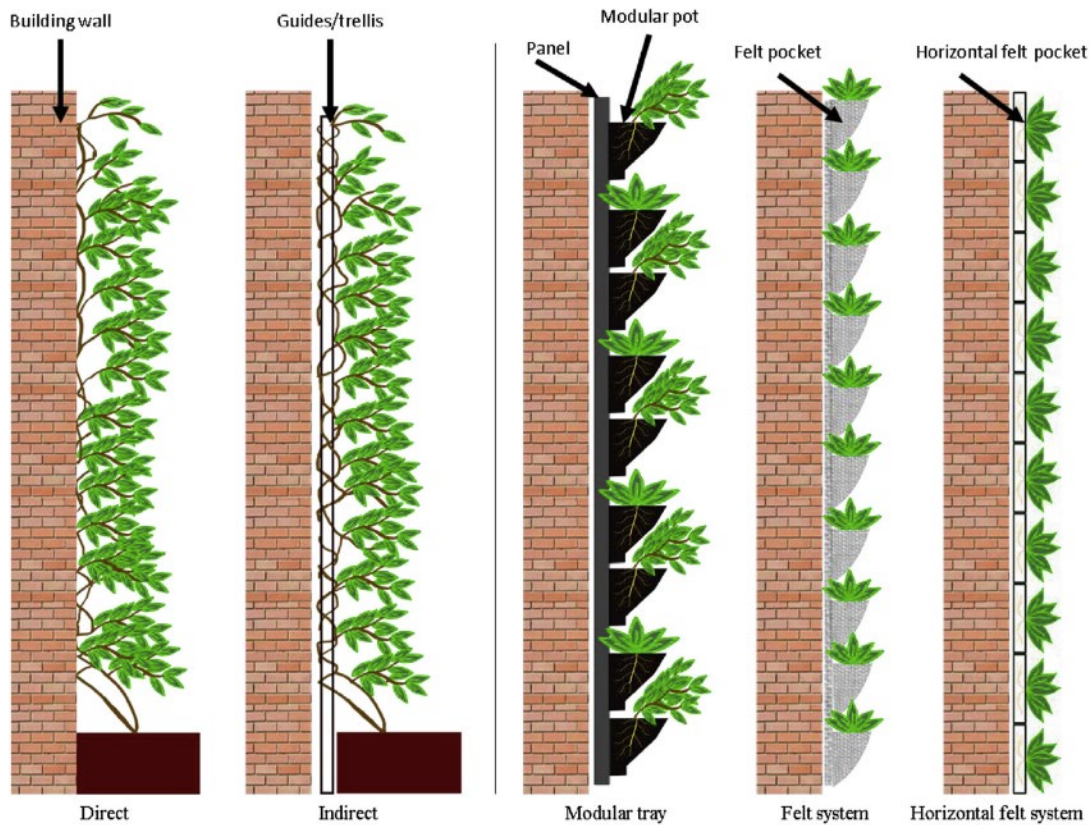 Building wall
Guides/trellis
Modular pot
Panel
Felt pocket
Horizontal felt pocket
Direct
Indirect
Modular tray
Felt system
Horizontal felt system